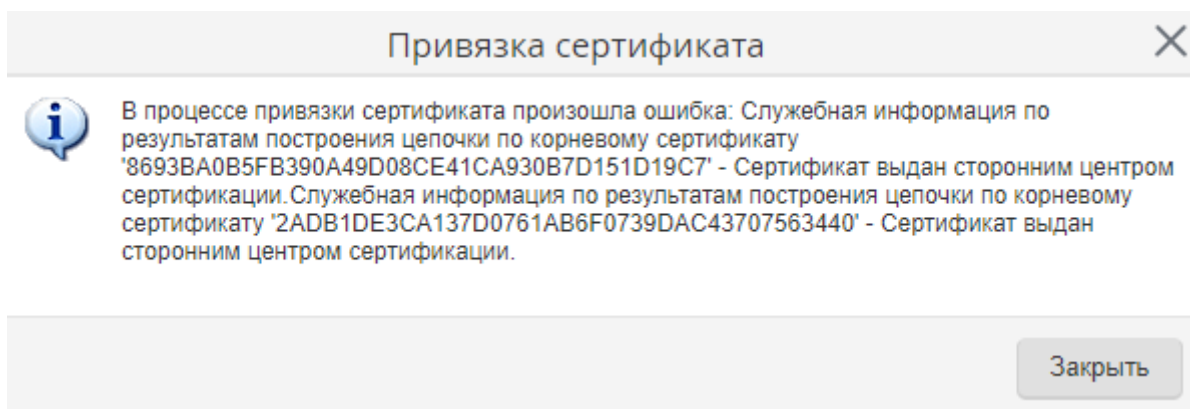 Привязка сертификата
В процессе привязки сертификата произошла ошибка: Служебная информация по
результатам построения цепочки по корневому сертификату
'8693BA0B5FB390A49D08CE41CA930B7D151D19C7' - Сертификат выдан сторонним центром
сертификации.Служебная информация по результатам построения цепочки по корневому
сертификату '2ADB1DE3CA137D0761AB6F0739DAC43707563440' - Сертификат выдан
сторонним центром сертификации.
Закрыть